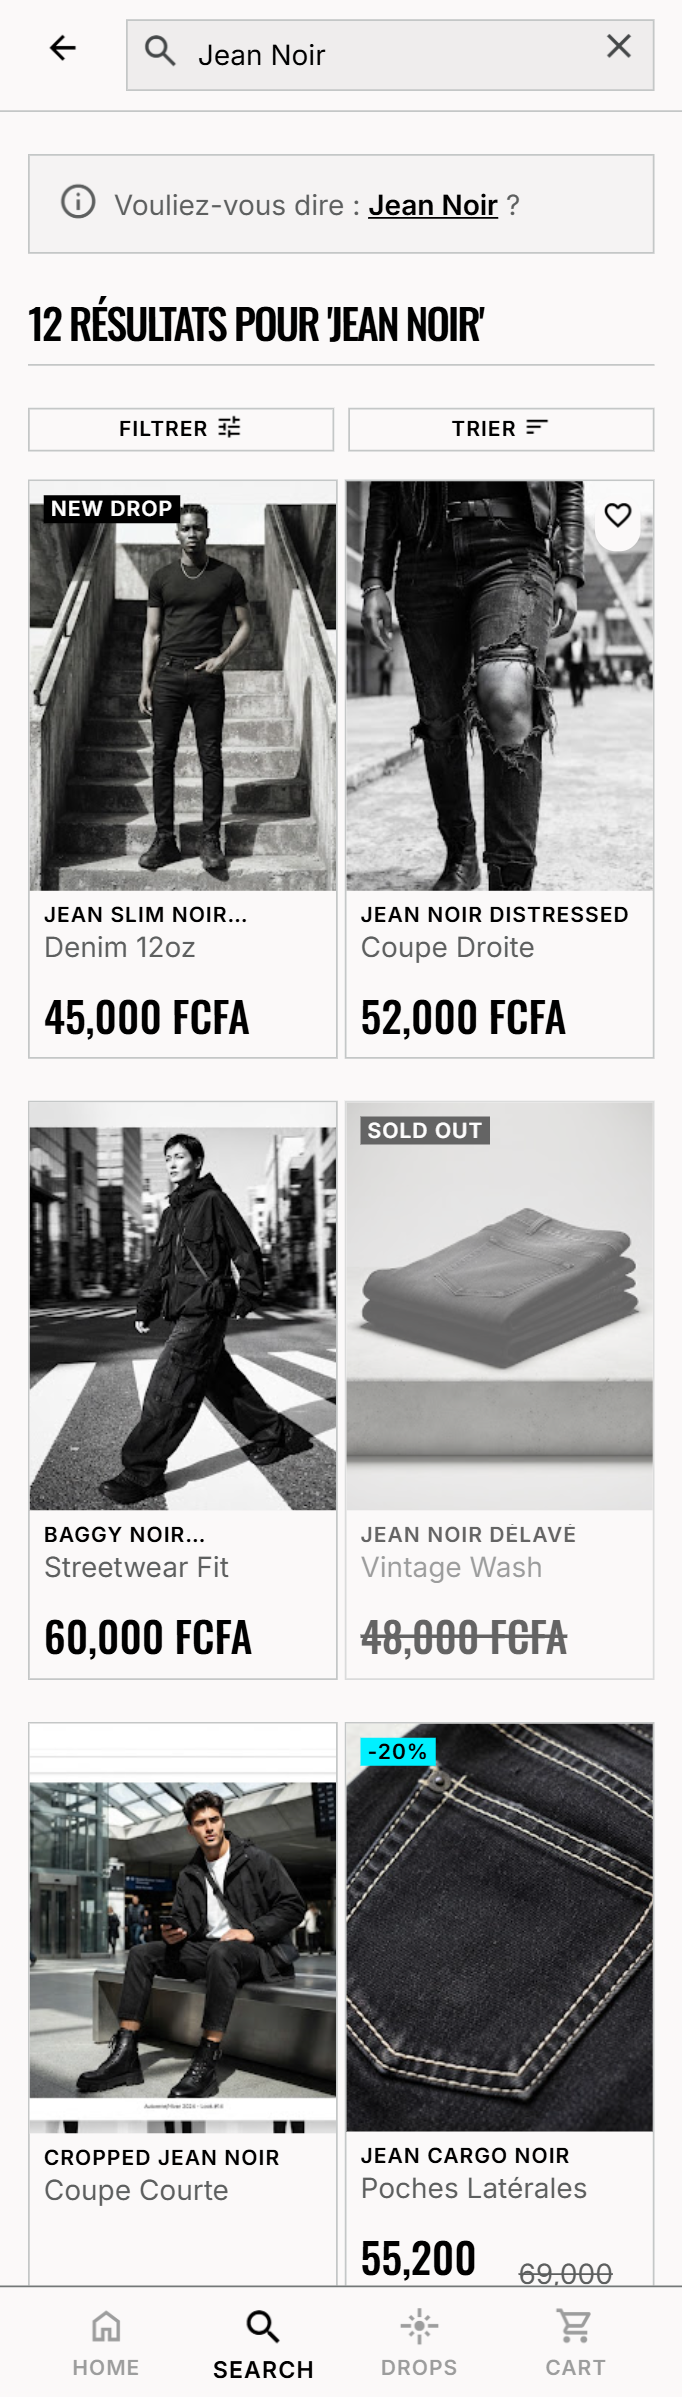 Jean Noir
Vouliez-vous dire : Jean Noir ?
12 RÉSULTATS POUR 'JEAN NOIR'
FILTRER
TRIER
NEW DROP
JEAN SLIM NOIR...
Denim 12oz
45,000 FCFA
JEAN NOIR DISTRESSED
Coupe Droite
52,000 FCFA
BAGGY NOIR...
Streetwear Fit
60,000 FCFA
SOLD OUT
JEAN NOIR DÉLAVÉ
Vintage Wash
48,000 FCFA
CROPPED JEAN NOIR
Coupe Courte
-20%
JEAN CARGO NOIR
Poches Latérales
55,200
69,000
HOME
SEARCH
DROPS
CART